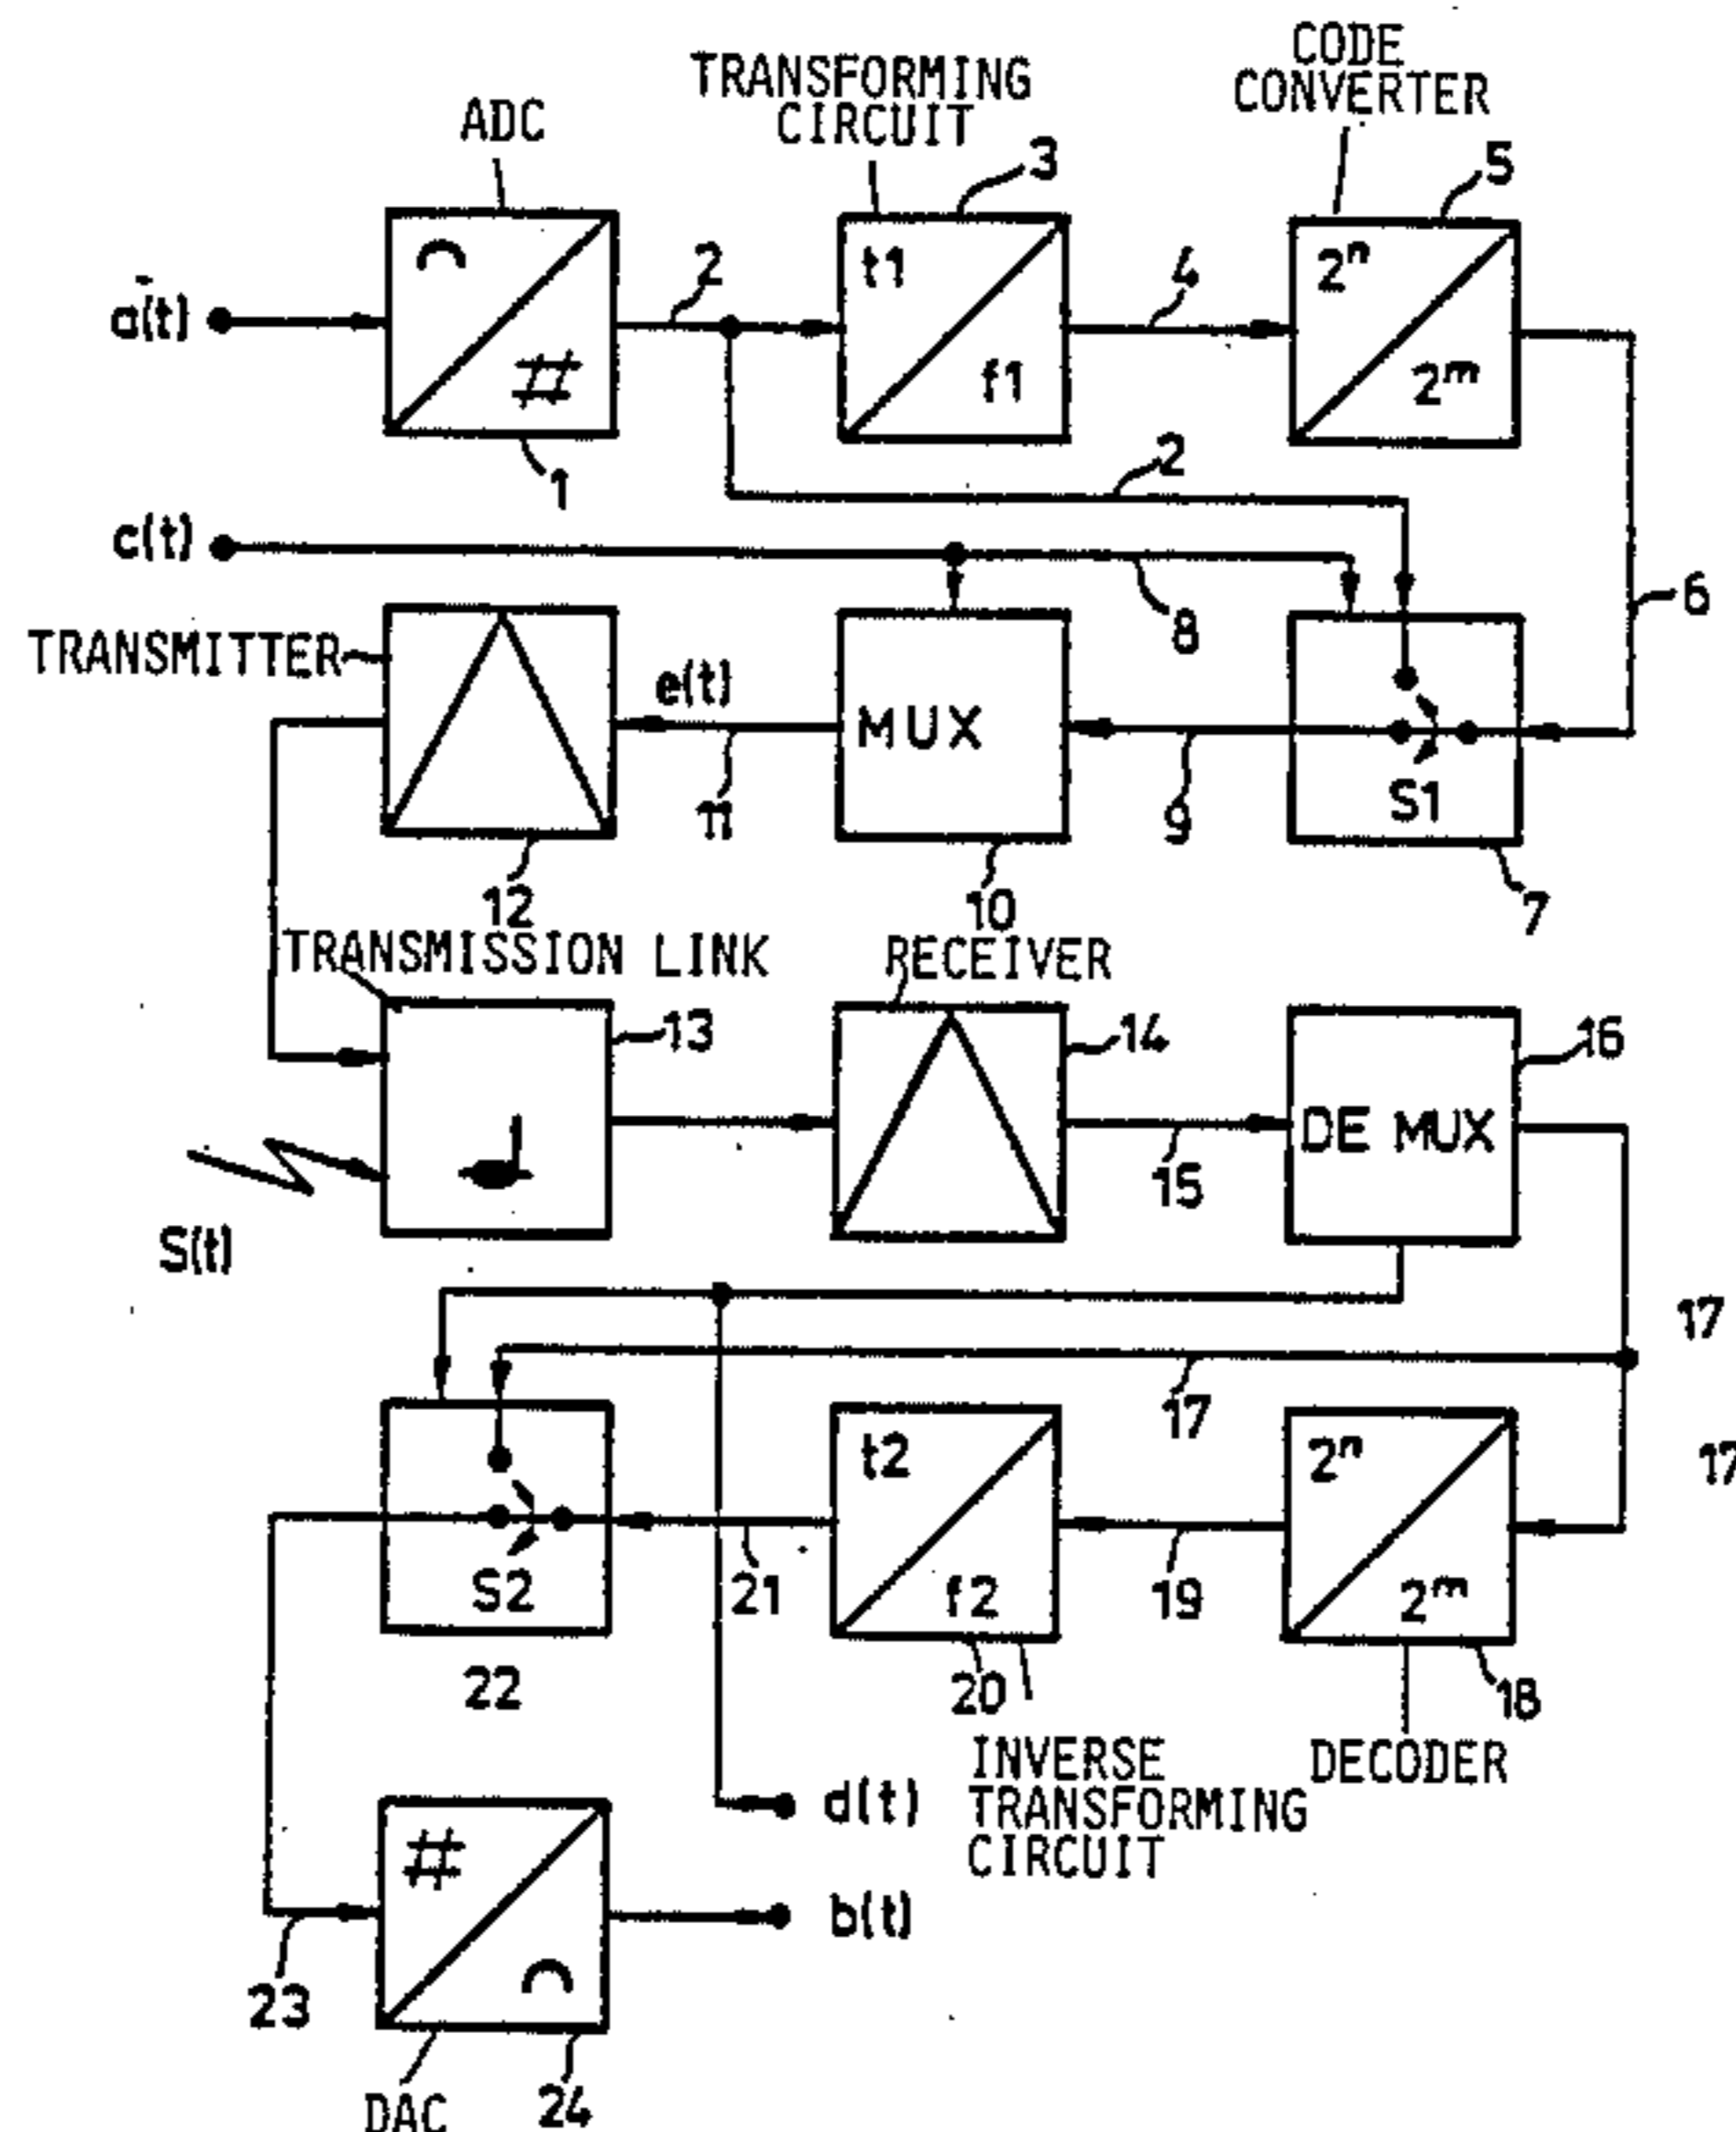 CODE
CONVERTER
TRANSFORMING
CIRCUIT
ADC
3
5
2
4
t1
f1
2ⁿ
2ᵐ
a(t)
#
1
2
c(t)
8
6
TRANSMITTER
e(t)
MUX
S1
11
9
12
10
7
TRANSMISSION LINK
RECEIVER
13
14
16
DE MUX
15
S(t)
17
17
17
t2
f2
2ⁿ
2ᵐ
S2
21
19
22
20
18
INVERSE
TRANSFORMING
CIRCUIT
DECODER
d(t)
#
b(t)
23
DAC
24